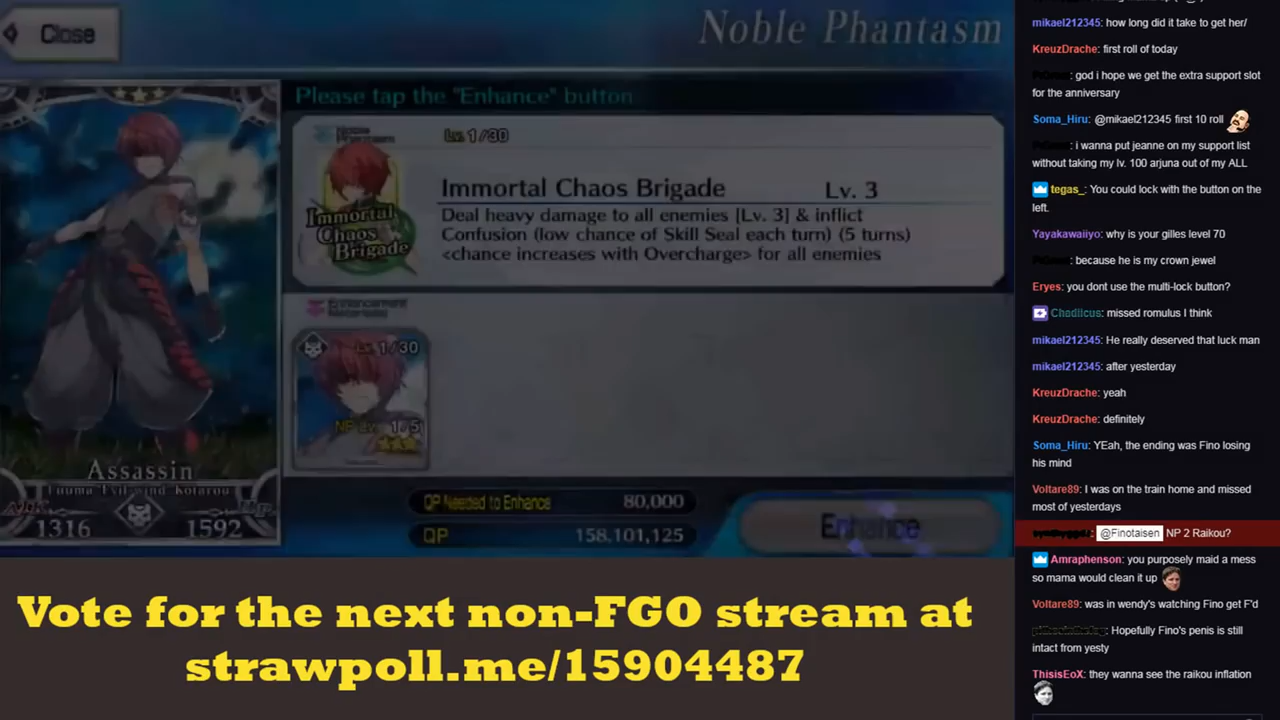 Close
Noble Phantasm
Please tap the "Enhance" button
Lv. 1/30
Immortal Chaos Brigade Lv. 3
Deal heavy damage to all enemies [Lv. 3] & inflict
Confusion (low chance of Skill Seal each turn) (5 turns)
<chance increases with Overcharge> for all enemies
Immortal
Chaos
Brigade
Enhancement
Materials
Lv. 1/30
NP Lv. 1/5
Assassin
Fuuma "Evil-wind" Kotarou
ATK HP
1316 1592
QP Needed to Enhance 80,000
QP 158,101,125
Enhance
Vote for the next non-FGO stream at
strawpoll.me/15904487
mikael212345: how long did it take to get her/
KreuzDrache: first roll of today
: god i hope we get the extra support slot
for the anniversary
Soma_Hiru: @mikael212345 first 10 roll
: i wanna put jeanne on my support list
without taking my lv. 100 arjuna out of my ALL
tegas_: You could lock with the button on the
left.
Yayakawaiiyo: why is your gilles level 70
: because he is my crown jewel
Eryes: you dont use the multi-lock button?
Chadlicus: missed romulus I think
mikael212345: He really deserved that luck man
mikael212345: after yesterday
KreuzDrache: yeah
KreuzDrache: definitely
Soma_Hiru: YEah, the ending was Fino losing
his mind
Voltare89: I was on the train home and missed
most of yesterdays
: @Finotaisen NP 2 Raikou?
Amraphenson: you purposely maid a mess
so mama would clean it up
Voltare89: was in wendy's watching Fino get F'd
: Hopefully Fino's penis is still
intact from yesty
ThisisEoX: they wanna see the raikou inflation